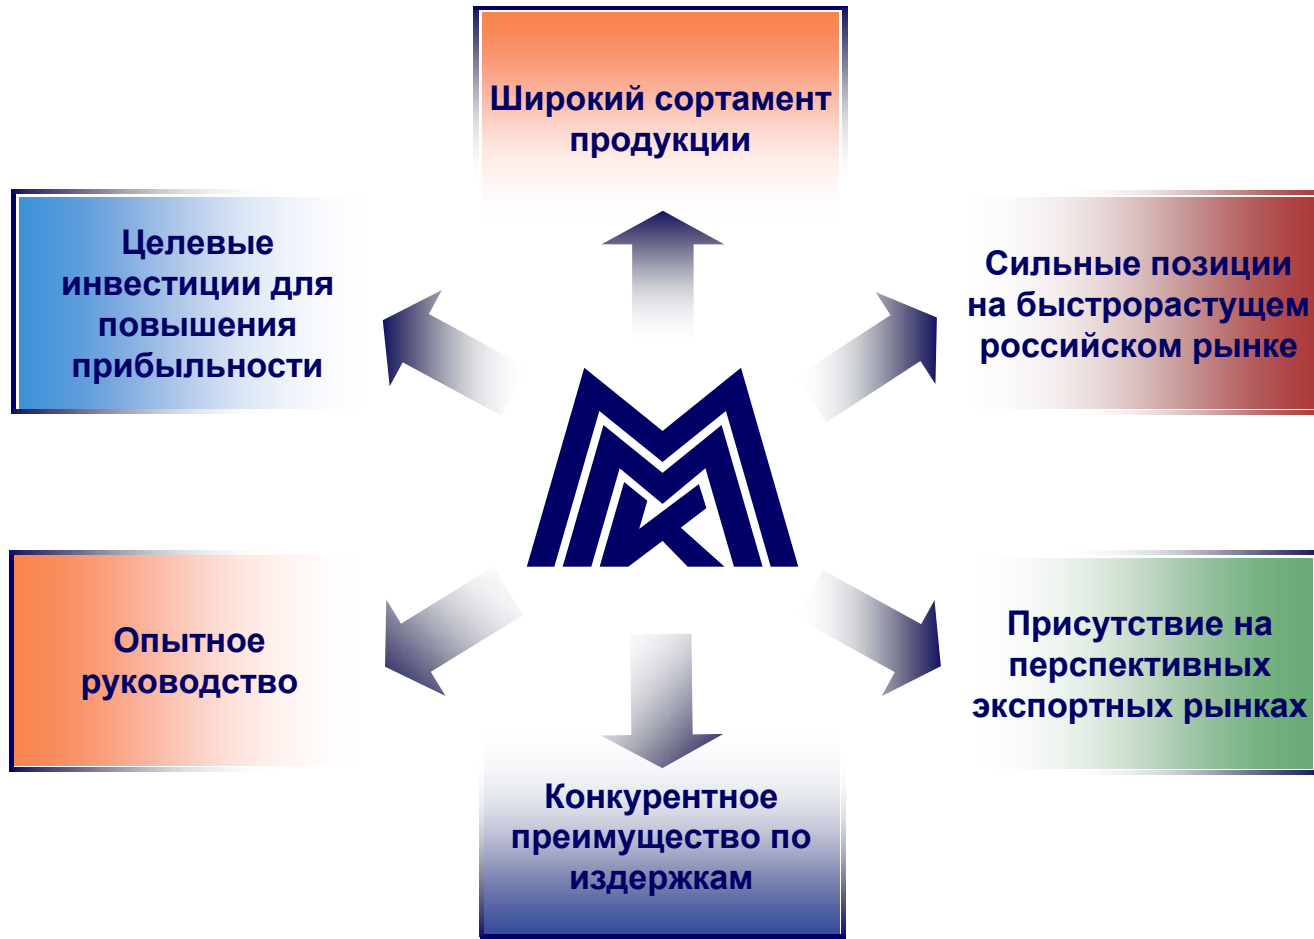 Широкий сортамент
продукции
Целевые
инвестиции для
повышения
прибыльности
Сильные позиции
на быстрорастущем
российском рынке
ММК
Опытное
руководство
Присутствие на
перспективных
экспортных рынках
Конкурентное
преимущество по
издержкам